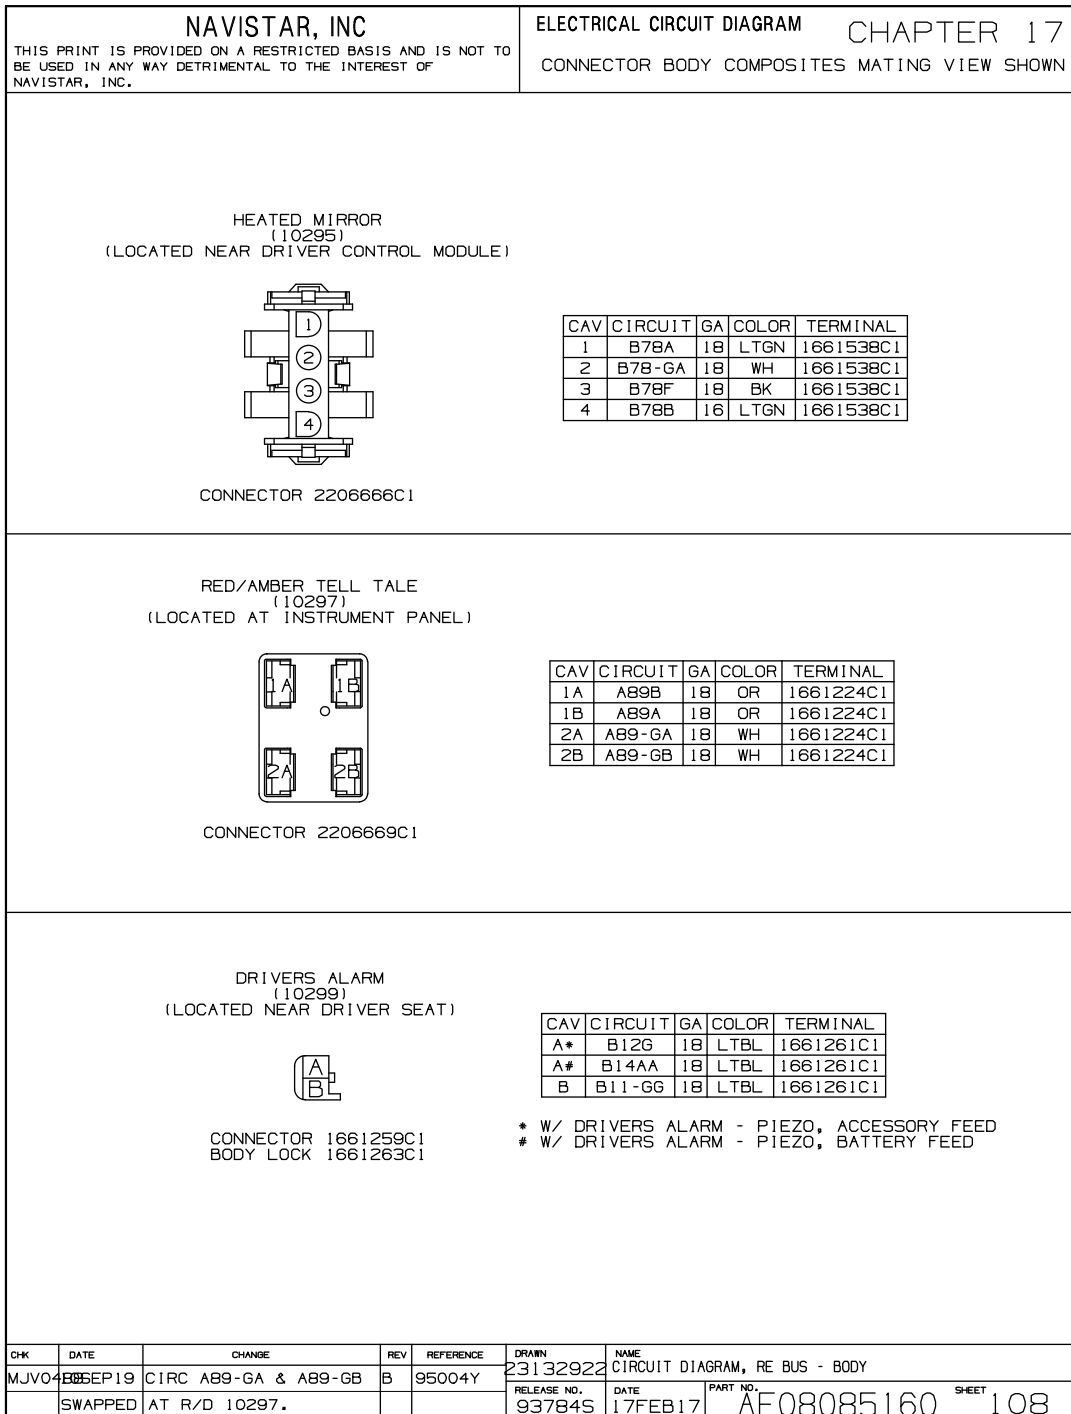 NAVISTAR, INC
THIS PRINT IS PROVIDED ON A RESTRICTED BASIS AND IS NOT TO
BE USED IN ANY WAY DETRIMENTAL TO THE INTEREST OF
NAVISTAR, INC.
ELECTRICAL CIRCUIT DIAGRAM CHAPTER 17
CONNECTOR BODY COMPOSITES MATING VIEW SHOWN
HEATED MIRROR
(10295)
(LOCATED NEAR DRIVER CONTROL MODULE)
1
2
3
4
CONNECTOR 2206666C1
CAV CIRCUIT GA COLOR TERMINAL
1 B78A 18 LTGN 1661538C1
2 B78-GA 18 WH 1661538C1
3 B78F 18 BK 1661538C1
4 B78B 16 LTGN 1661538C1
RED/AMBER TELL TALE
(10297)
(LOCATED AT INSTRUMENT PANEL)
1A 1B
2A 2B
CONNECTOR 2206669C1
CAV CIRCUIT GA COLOR TERMINAL
1A A89B 18 OR 1661224C1
1B A89A 18 OR 1661224C1
2A A89-GA 18 WH 1661224C1
2B A89-GB 18 WH 1661224C1
DRIVERS ALARM
(10299)
(LOCATED NEAR DRIVER SEAT)
A
B
CONNECTOR 1661259C1
BODY LOCK 1661263C1
CAV CIRCUIT GA COLOR TERMINAL
A* B12G 18 LTBL 1661261C1
A# B14AA 18 LTBL 1661261C1
B B11-GG 18 LTBL 1661261C1
* W/ DRIVERS ALARM - PIEZO, ACCESSORY FEED
# W/ DRIVERS ALARM - PIEZO, BATTERY FEED
CHK DATE CHANGE REV REFERENCE
CIRC A89-GA & A89-GB B 95004Y
SWAPPED AT R/D 10297.
DRAWN
23132922
NAME
CIRCUIT DIAGRAM, RE BUS - BODY
RELEASE NO.
93784S
DATE
17FEB17
PART NO.
AF08085160
SHEET
108